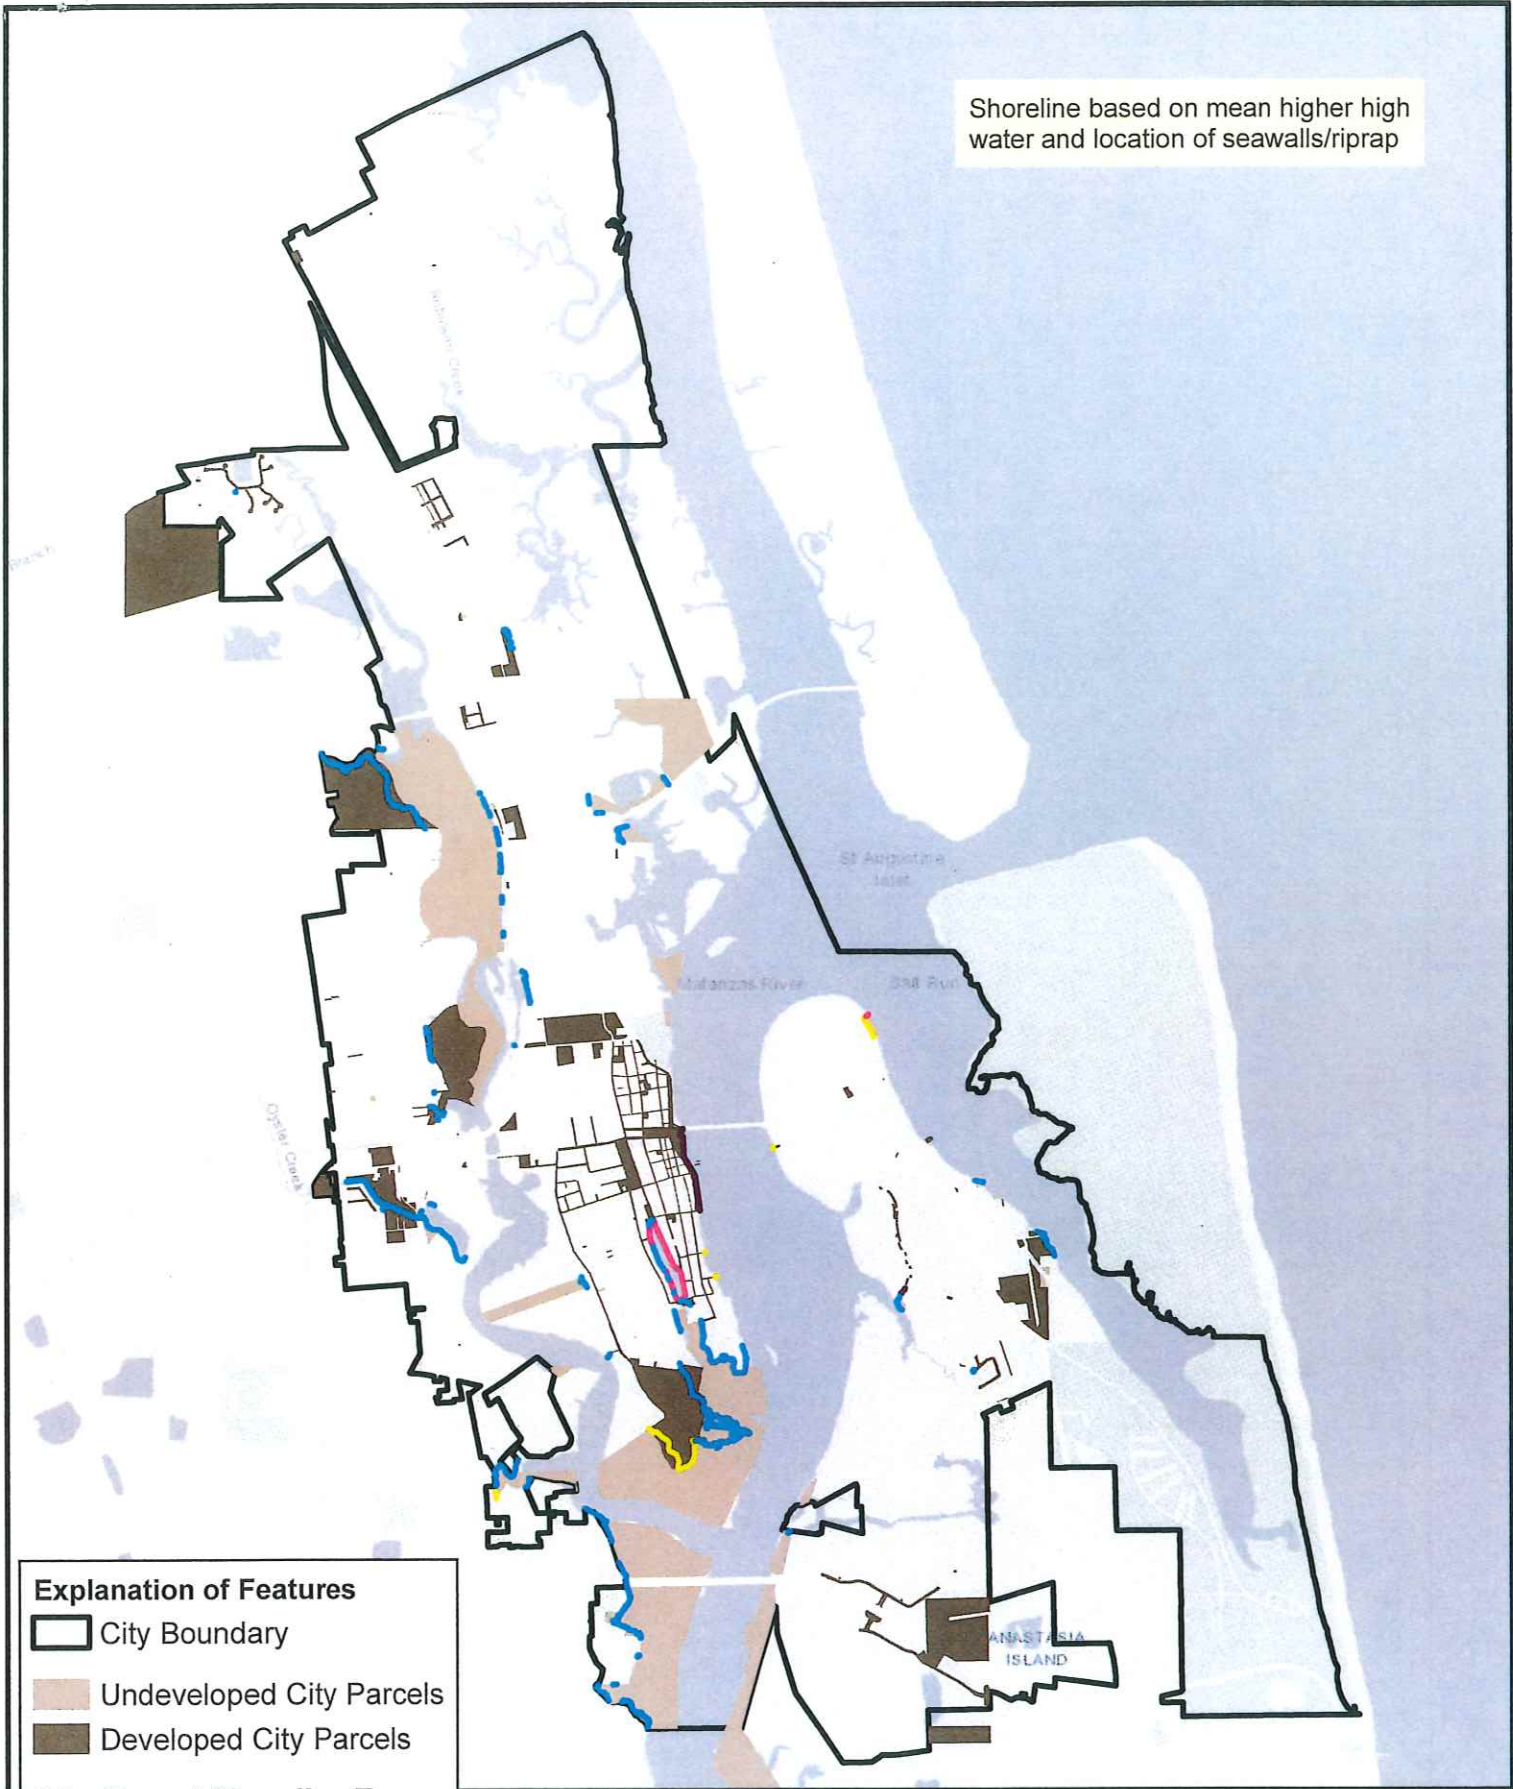 Shoreline based on mean higher high
water and location of seawalls/riprap
Branch
St Augustine
Inlet
Matanzas River
Salt Run
Oyster Creek
ANASTASIA
ISLAND
Explanation of Features
City Boundary
Undeveloped City Parcels
Developed City Parcels